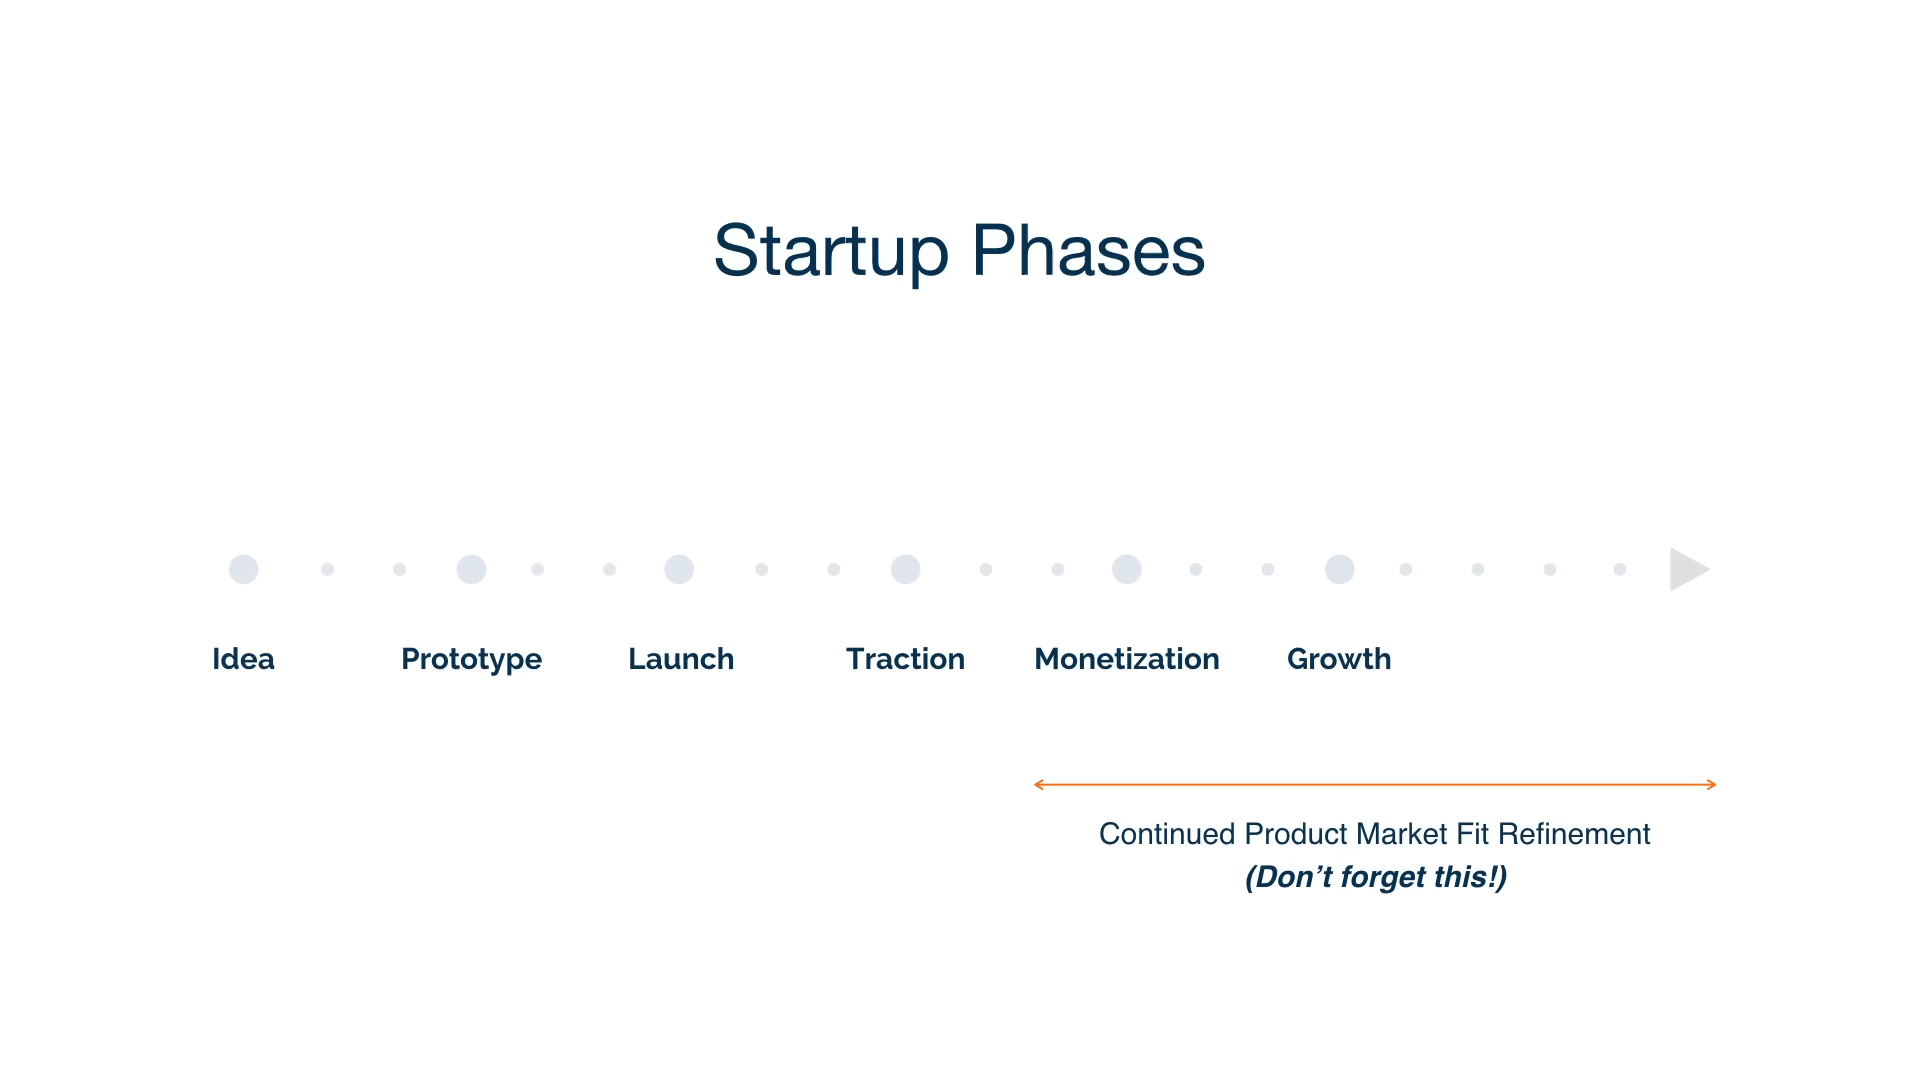 Startup Phases
Idea Prototype Launch Traction Monetization Growth
Continued Product Market Fit Refinement
(Don’t forget this!)